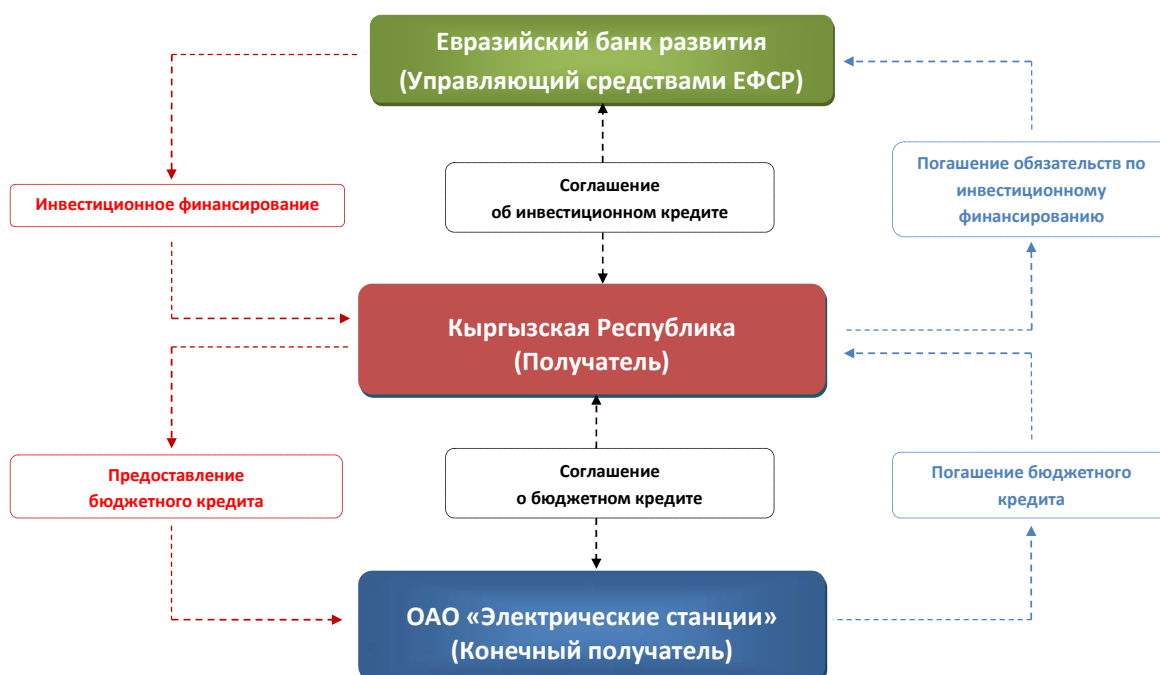 Евразийский банк развития
(Управляющий средствами ЕФСР)
Инвестиционное финансирование
Соглашение
об инвестиционном кредите
Погашение обязательств по
инвестиционному
финансированию
Кыргызская Республика
(Получатель)
Предоставление
бюджетного кредита
Соглашение
о бюджетном кредите
Погашение бюджетного
кредита
ОАО «Электрические станции»
(Конечный получатель)